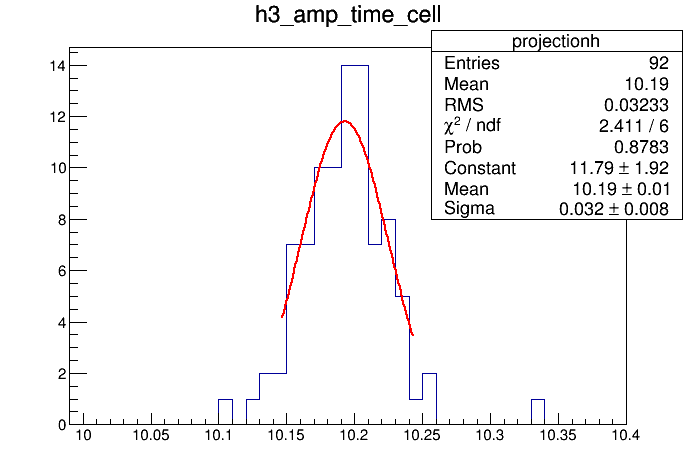 h3_amp_time_cell
projectionh
Entries 92
Mean 10.19
RMS 0.03233
χ² / ndf 2.411 / 6
Prob 0.8783
Constant 11.79 ± 1.92
Mean 10.19 ± 0.01
Sigma 0.032 ± 0.008
14
12
10
8
6
4
2
0
10 10.05 10.1 10.15 10.2 10.25 10.3 10.35 10.4